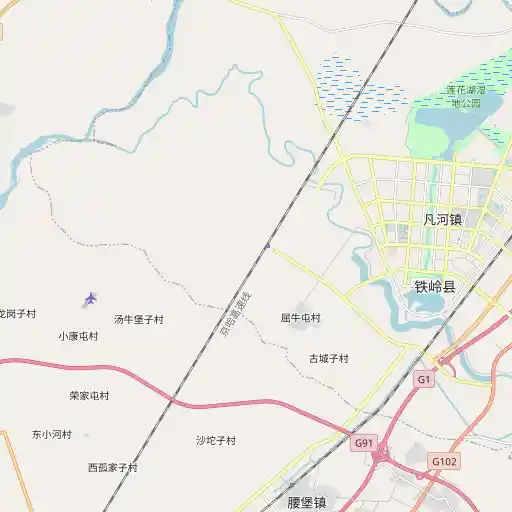 莲花湖湿
地公园
凡河镇
铁岭县
京哈高速线
龙岗子村
汤牛堡子村
屈牛屯村
小康屯村
古城子村
G1
荣家屯村
东小河村
沙坨子村
G91
G102
西孤家子村
腰堡镇